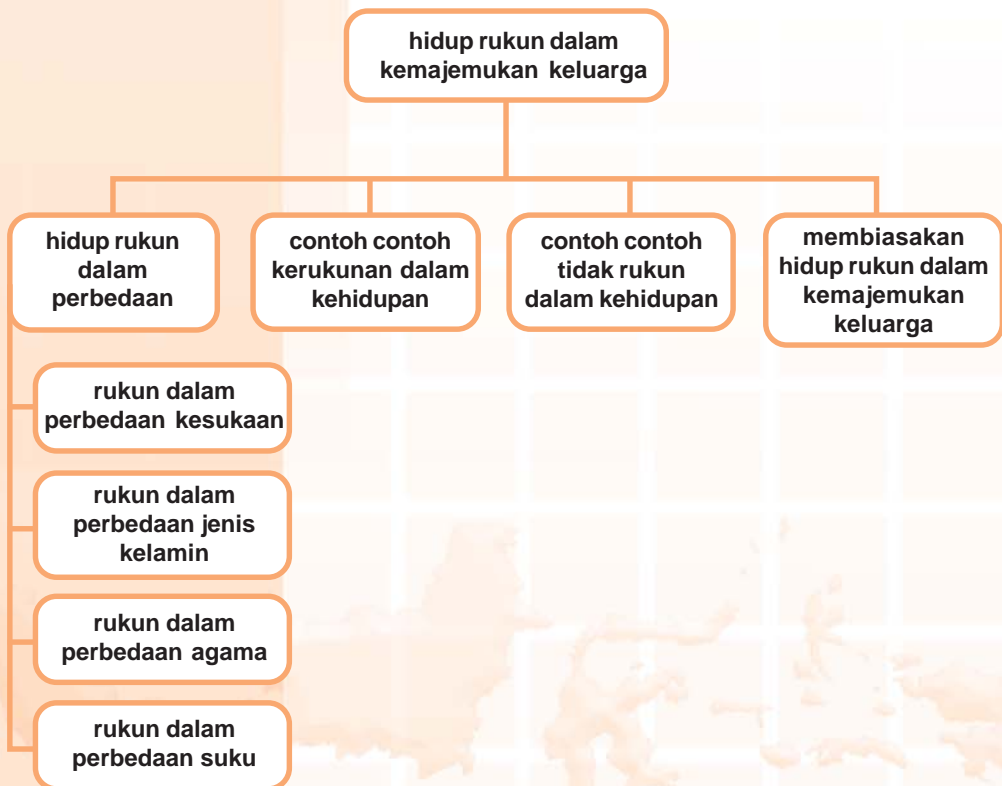 hidup rukun dalam
kemajemukan keluarga
hidup rukun
dalam
perbedaan
contoh contoh
kerukunan dalam
kehidupan
contoh contoh
tidak rukun
dalam kehidupan
membiasakan
hidup rukun dalam
kemajemukan
keluarga
rukun dalam
perbedaan kesukaan
rukun dalam
perbedaan jenis
kelamin
rukun dalam
perbedaan agama
rukun dalam
perbedaan suku